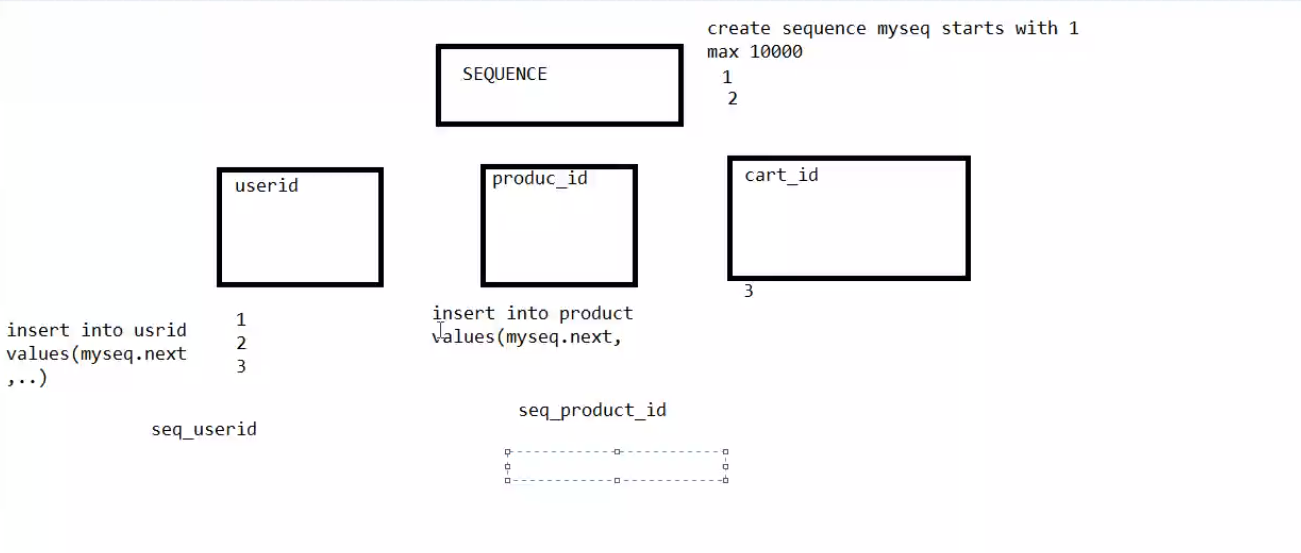 create sequence myseq starts with 1
max 10000
1
2
SEQUENCE
userid
produc_id
cart_id
3
insert into usrid
values(myseq.next
,..)
1
2
3
insert into product
values(myseq.next,
seq_userid
seq_product_id